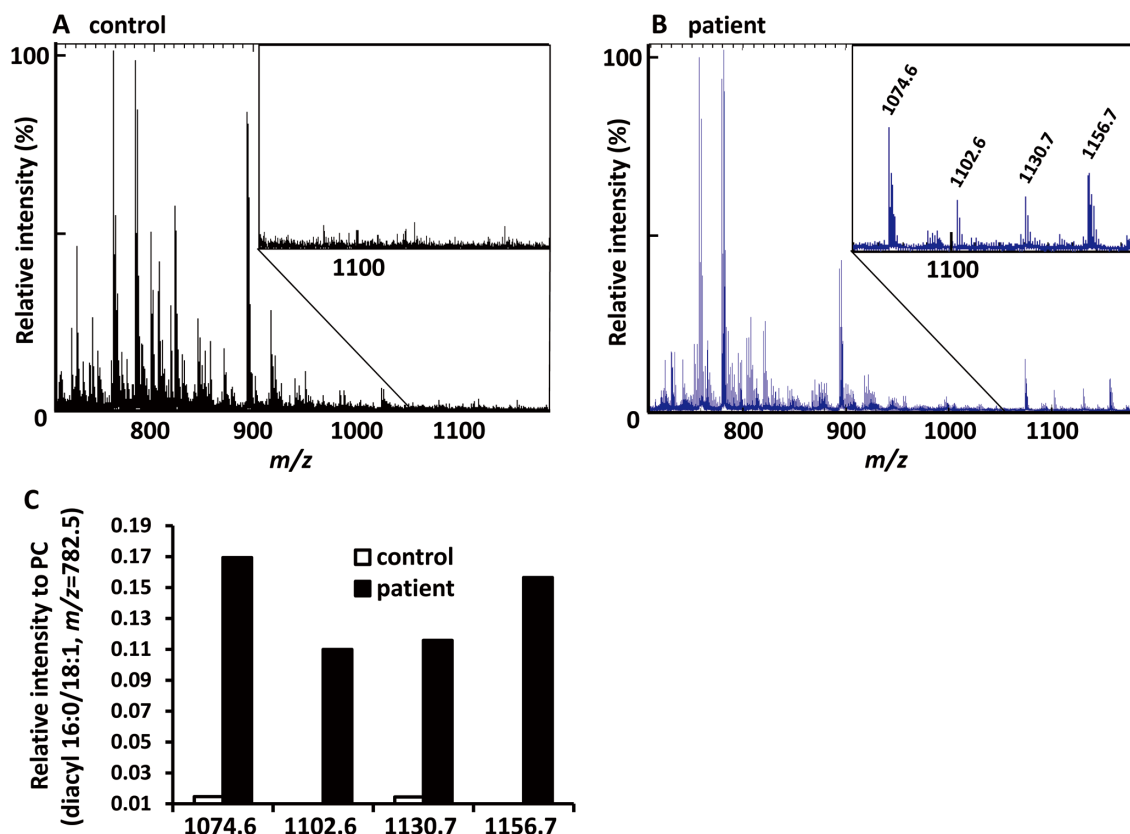 A control
100
Relative intensity (%)
0
1100
800 900 1000 1100
m/z
B patient
100
Relative intensity (%)
0
1074.6
1102.6
1130.7
1156.7
1100
800 900 1000 1100
m/z
C
Relative intensity to PC
(diacyl 16:0/18:1, m/z=782.5)
0.19
0.17
0.15
0.13
0.11
0.09
0.07
0.05
0.03
0.01
control
patient
1074.6 1102.6 1130.7 1156.7